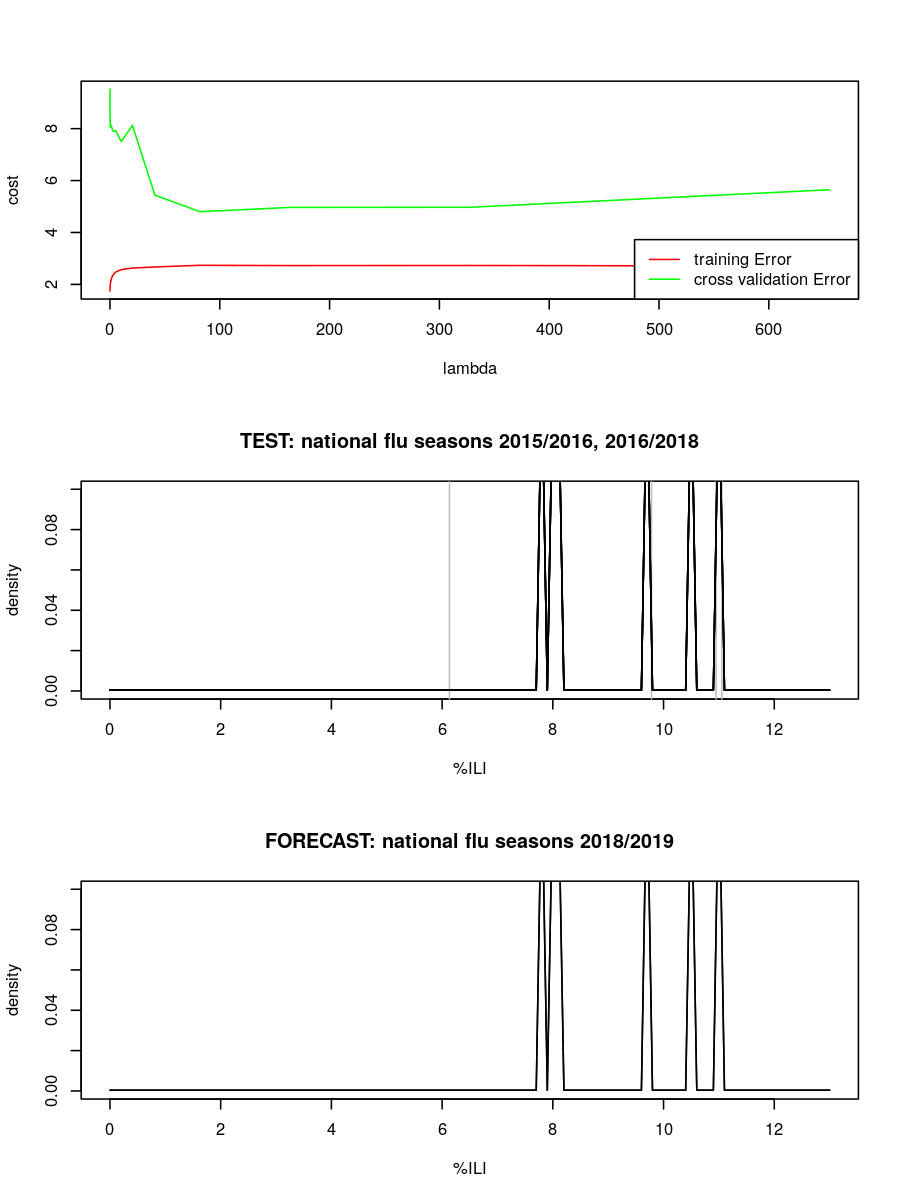 8
6
4
2
cost
training Error
cross validation Error
0 100 200 300 400 500 600
lambda
TEST: national flu seasons 2015/2016, 2016/2018
0.08
0.04
0.00
density
0 2 4 6 8 10 12
%ILI
FORECAST: national flu seasons 2018/2019
0.08
0.04
0.00
density
0 2 4 6 8 10 12
%ILI